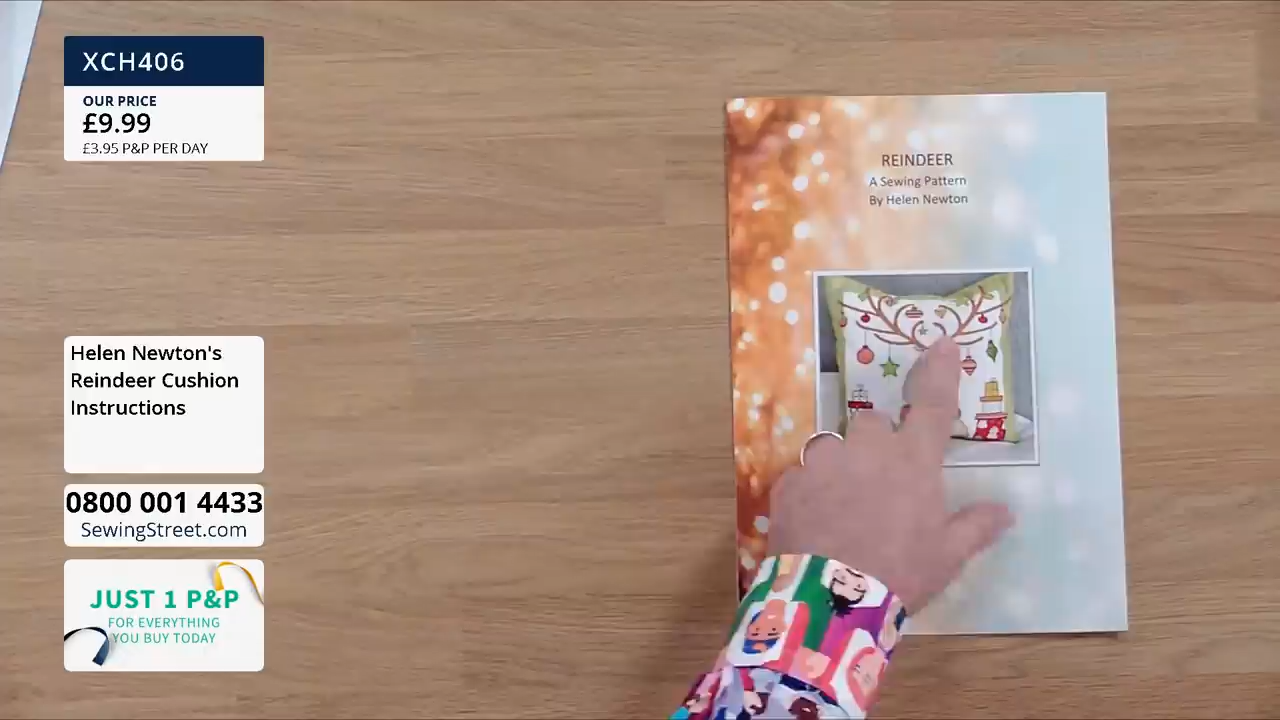 XCH406
OUR PRICE
£9.99
£3.95 P&P PER DAY
REINDEER
A Sewing Pattern
By Helen Newton
Helen Newton's
Reindeer Cushion
Instructions
0800 001 4433
SewingStreet.com
JUST 1 P&P
FOR EVERYTHING
YOU BUY TODAY